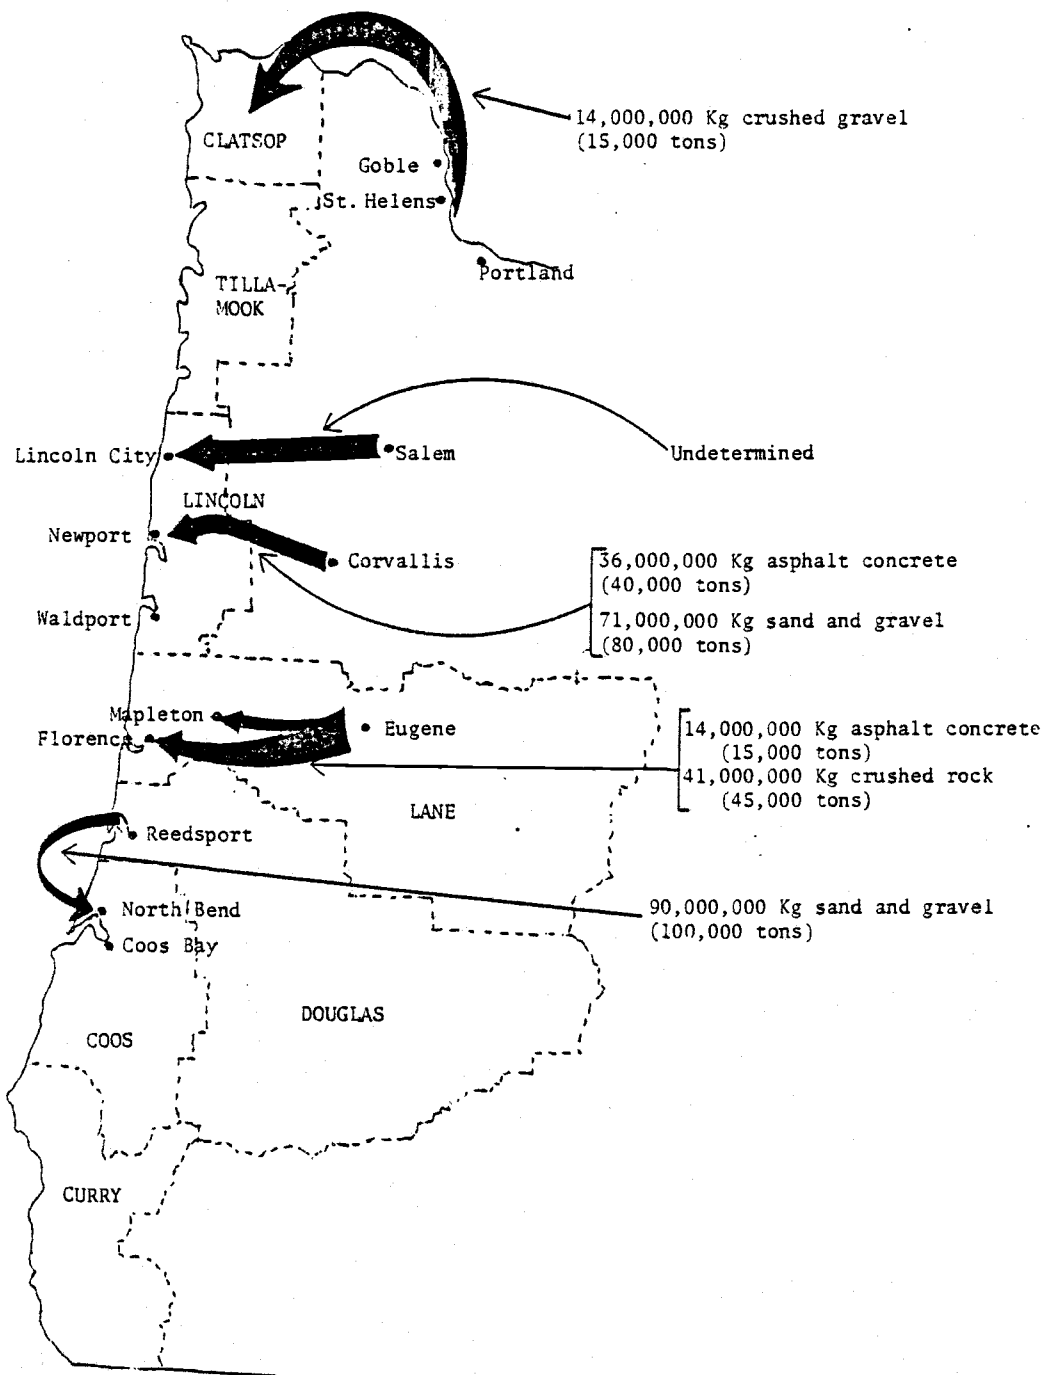 14,000,000 Kg crushed gravel
(15,000 tons)
CLATSOP
Goble
St. Helens
Portland
TILLA-
MOOK
Lincoln City
Salem
Undetermined
LINCOLN
Newport
Corvallis
36,000,000 Kg asphalt concrete
(40,000 tons)
71,000,000 Kg sand and gravel
(80,000 tons)
Waldport
Mapleton
Florence
Eugene
14,000,000 Kg asphalt concrete
(15,000 tons)
41,000,000 Kg crushed rock
(45,000 tons)
LANE
Reedsport
North Bend
90,000,000 Kg sand and gravel
(100,000 tons)
Coos Bay
DOUGLAS
COOS
CURRY